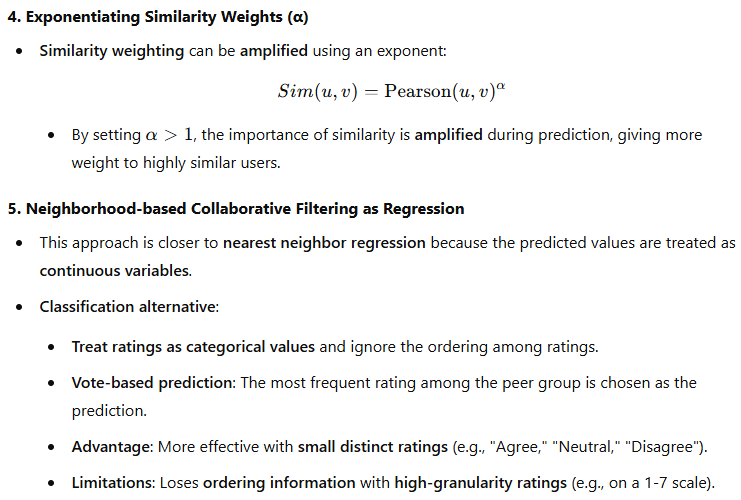 4. Exponentiating Similarity Weights (α)
• Similarity weighting can be amplified using an exponent:
Sim(u, v) = Pearson(u, v)^α
• By setting α > 1, the importance of similarity is amplified during prediction, giving more
weight to highly similar users.
5. Neighborhood-based Collaborative Filtering as Regression
• This approach is closer to nearest neighbor regression because the predicted values are treated as
continuous variables.
• Classification alternative:
• Treat ratings as categorical values and ignore the ordering among ratings.
• Vote-based prediction: The most frequent rating among the peer group is chosen as the
prediction.
• Advantage: More effective with small distinct ratings (e.g., "Agree," "Neutral," "Disagree").
• Limitations: Loses ordering information with high-granularity ratings (e.g., on a 1-7 scale).